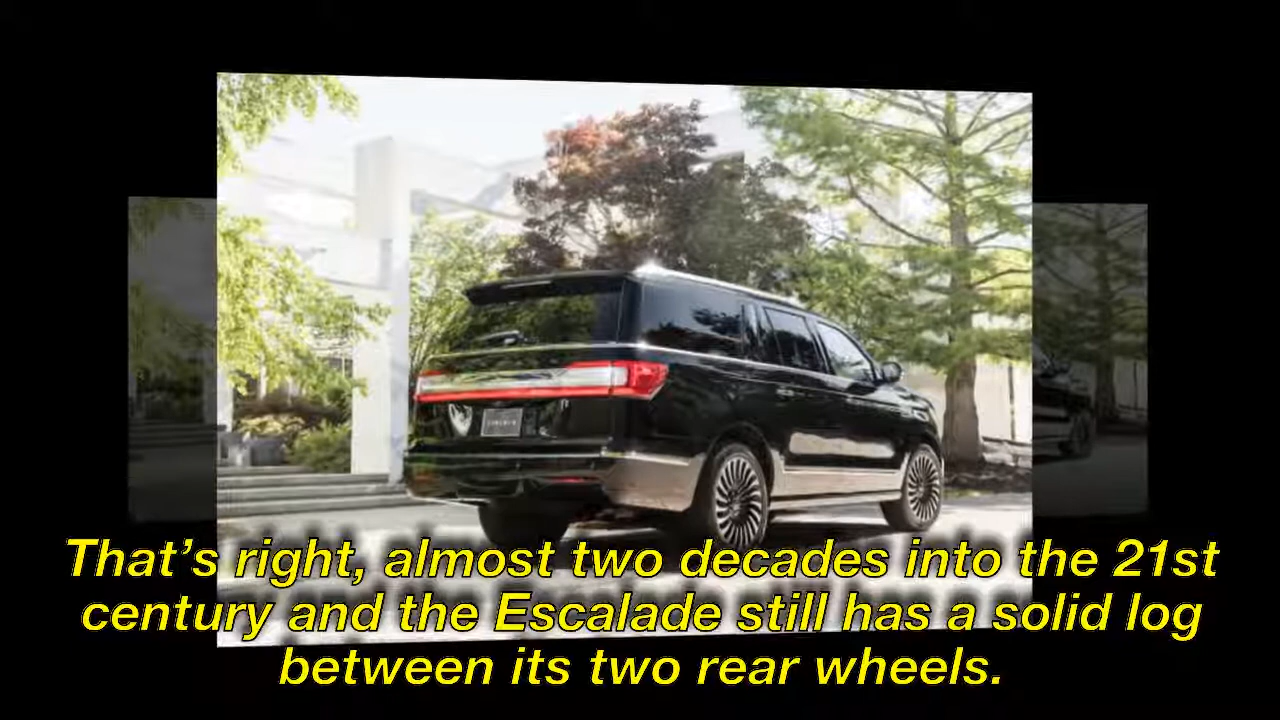 That’s right, almost two decades into the 21st
century and the Escalade still has a solid log
between its two rear wheels.